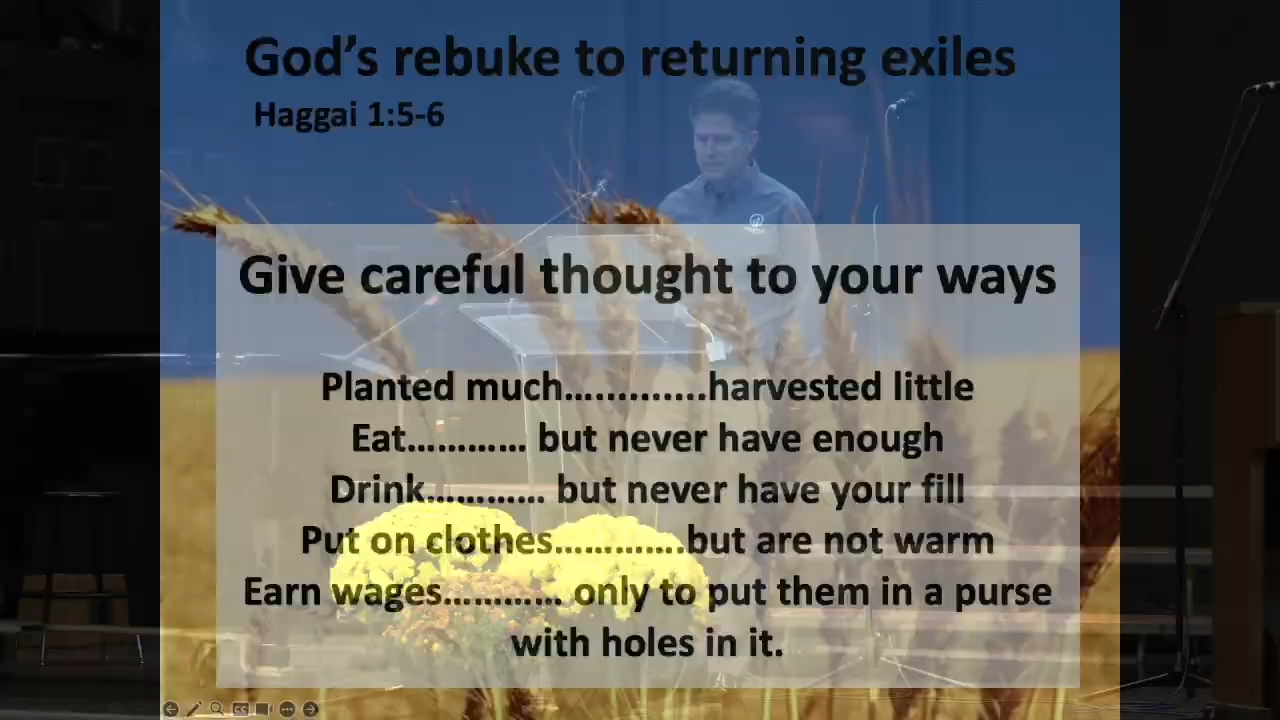 God’s rebuke to returning exiles
Haggai 1:5-6
Give careful thought to your ways
Planted much.............harvested little
Eat………… but never have enough
Drink………… but never have your fill
Put on clothes………….but are not warm
Earn wages………… only to put them in a purse
with holes in it.